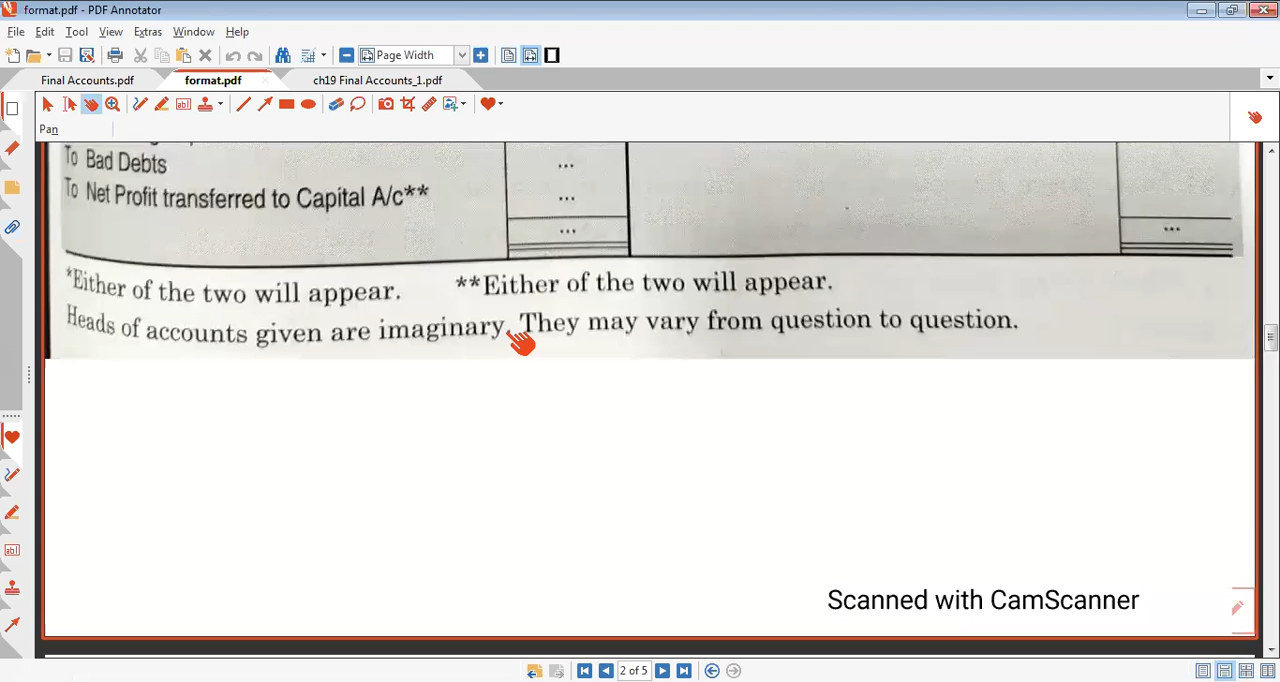 format.pdf - PDF Annotator
File Edit Tool View Extras Window Help
Page Width
Final Accounts.pdf format.pdf ch19 Final Accounts_1.pdf
Pan
To Bad Debts ...
To Net Profit transferred to Capital A/c** ...
... ...
*Either of the two will appear. **Either of the two will appear.
Heads of accounts given are imaginary. They may vary from question to question.
Scanned with CamScanner
2 of 5